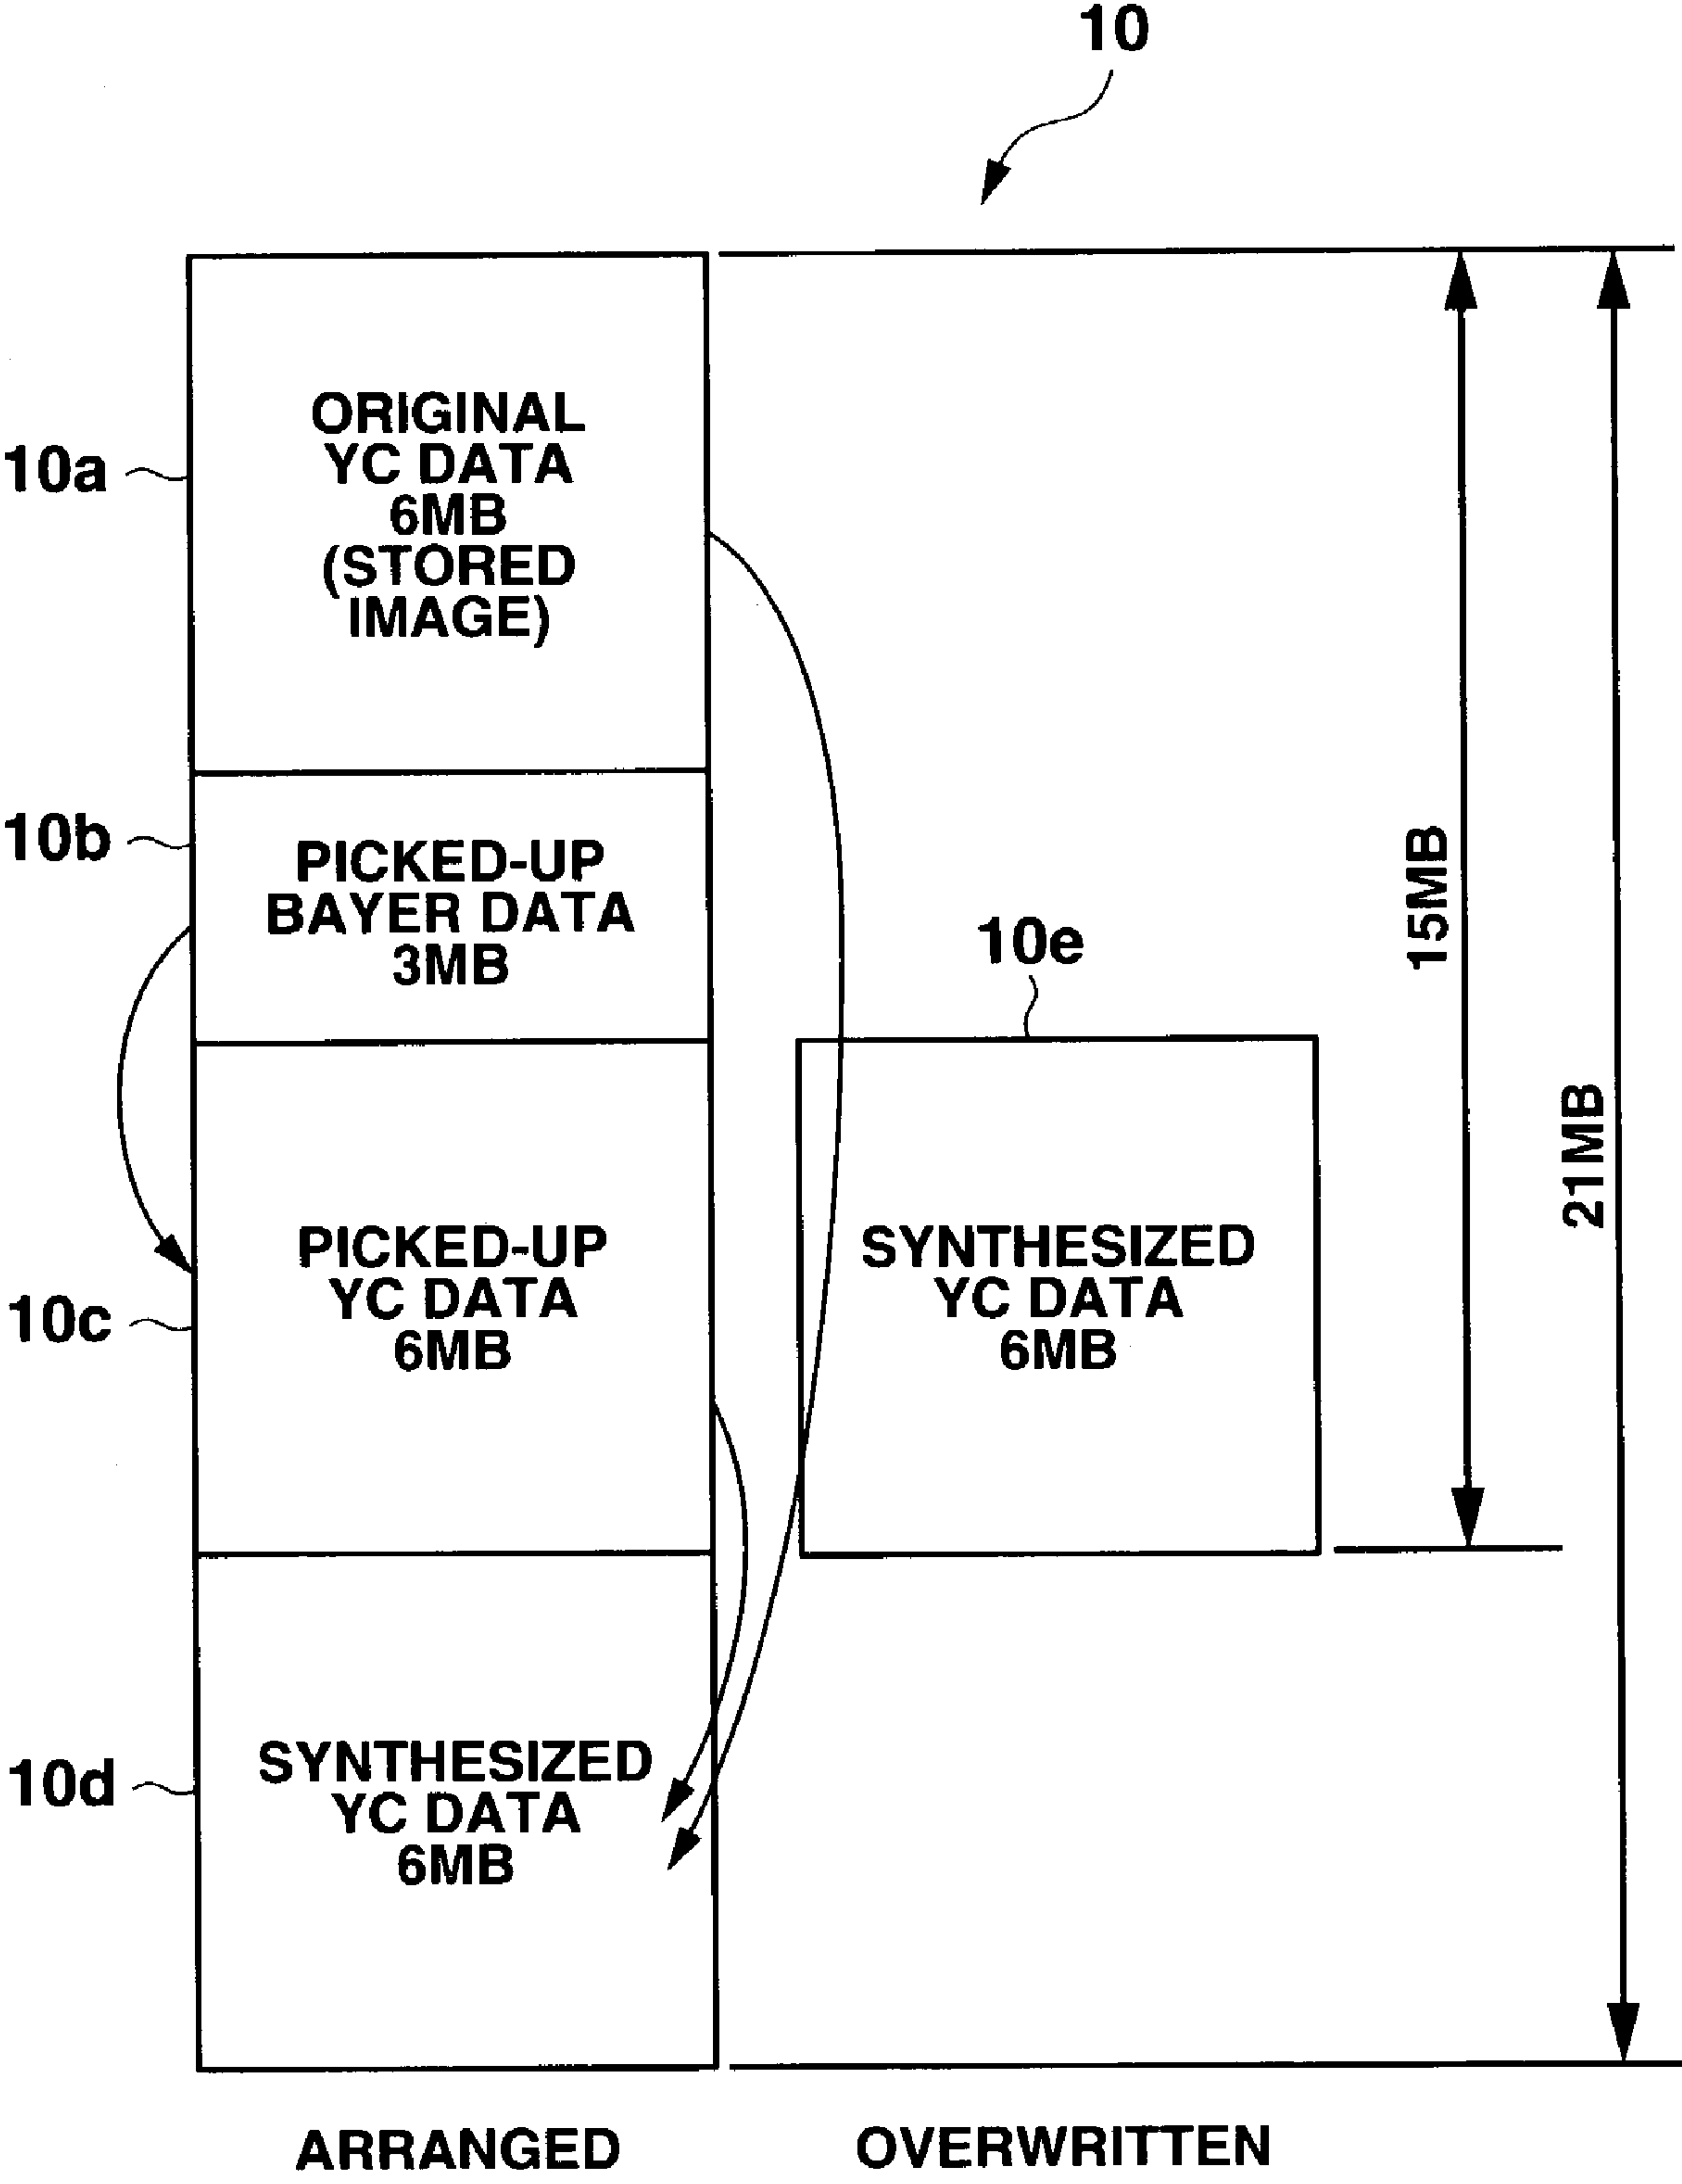 10
10a
ORIGINAL
YC DATA
6MB
(STORED
IMAGE)
10b
PICKED-UP
BAYER DATA
3MB
10c
PICKED-UP
YC DATA
6MB
10d
SYNTHESIZED
YC DATA
6MB
10e
SYNTHESIZED
YC DATA
6MB
15MB
21MB
ARRANGED
OVERWRITTEN